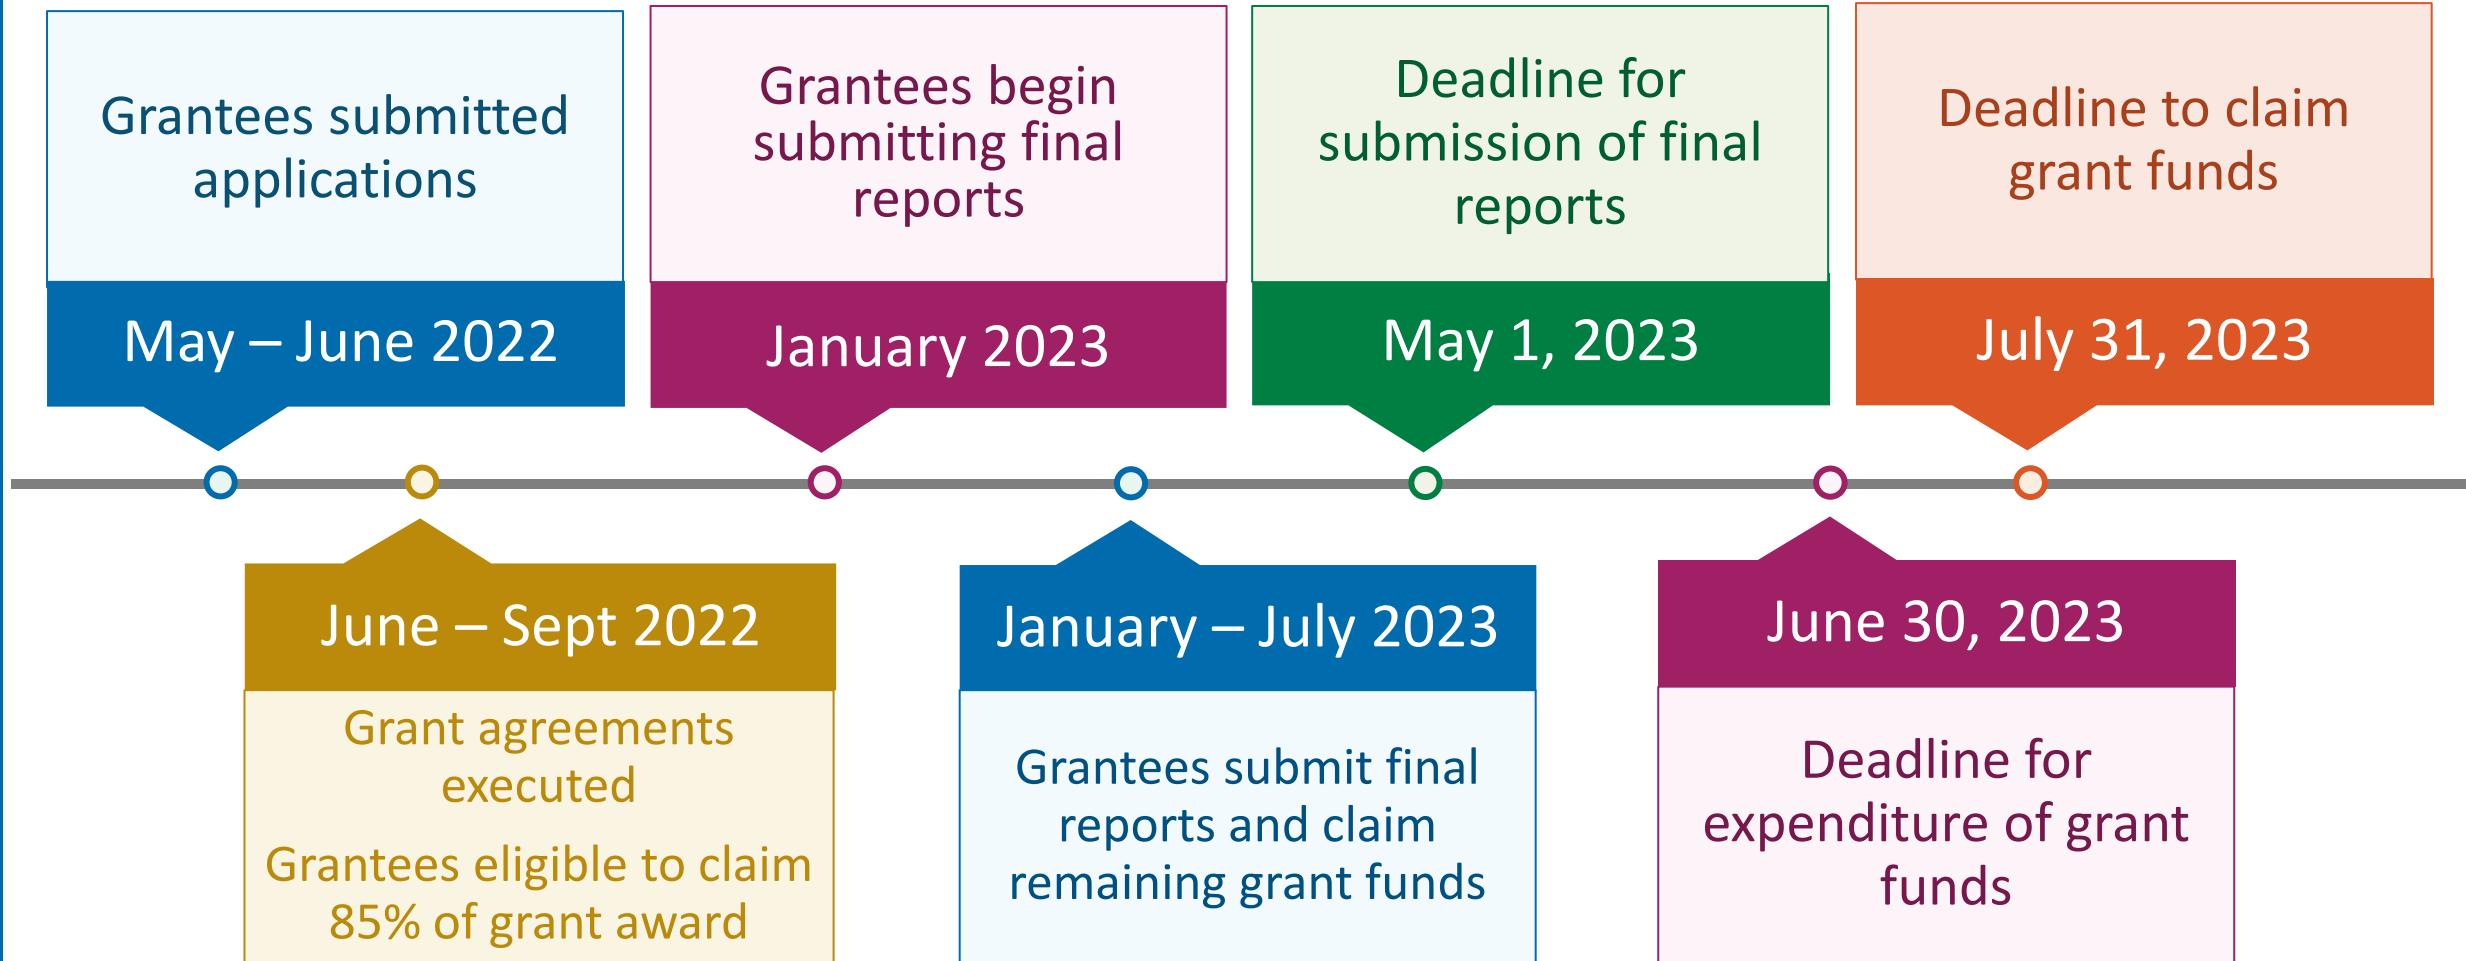 Grantees submitted
applications
May – June 2022
Grantees begin
submitting final
reports
January 2023
Deadline for
submission of final
reports
May 1, 2023
Deadline to claim
grant funds
July 31, 2023
June – Sept 2022
Grant agreements
executed
Grantees eligible to claim
85% of grant award
January – July 2023
Grantees submit final
reports and claim
remaining grant funds
June 30, 2023
Deadline for
expenditure of grant
funds